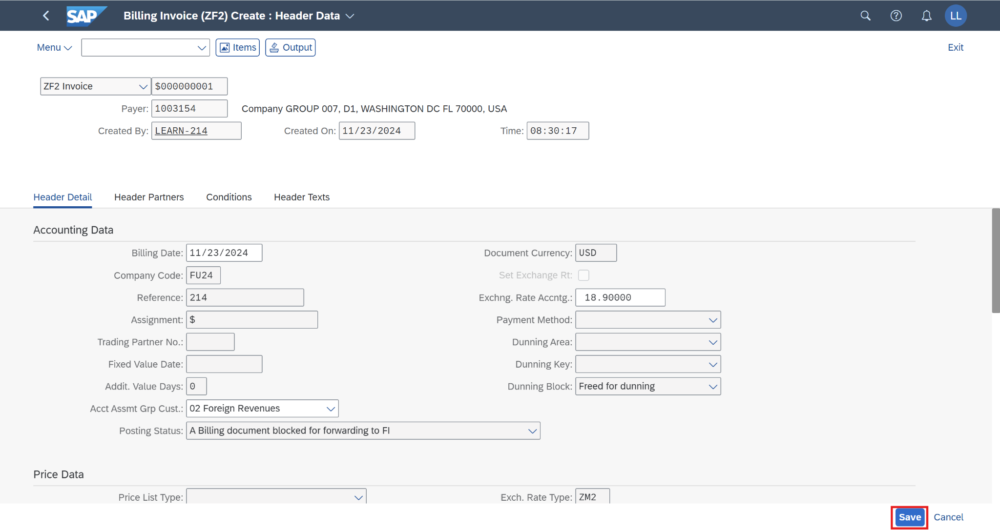 SAP Billing Invoice (ZF2) Create : Header Data LL
Menu Items Output Exit
ZF2 Invoice $000000001
Payer: 1003154 Company GROUP 007, D1, WASHINGTON DC FL 70000, USA
Created By: LEARN-214 Created On: 11/23/2024 Time: 08:30:17
Header Detail Header Partners Conditions Header Texts
Accounting Data
Billing Date: 11/23/2024 Document Currency: USD
Company Code: FU24 Set Exchange Rt:
Reference: 214 Exchng. Rate Accntg.: 18.90000
Assignment: $ Payment Method:
Trading Partner No.: Dunning Area:
Fixed Value Date: Dunning Key:
Addit. Value Days: 0 Dunning Block: Freed for dunning
Acct Assmt Grp Cust.: 02 Foreign Revenues
Posting Status: A Billing document blocked for forwarding to FI
Price Data
Price List Type: Exch. Rate Type: ZM2
Save Cancel